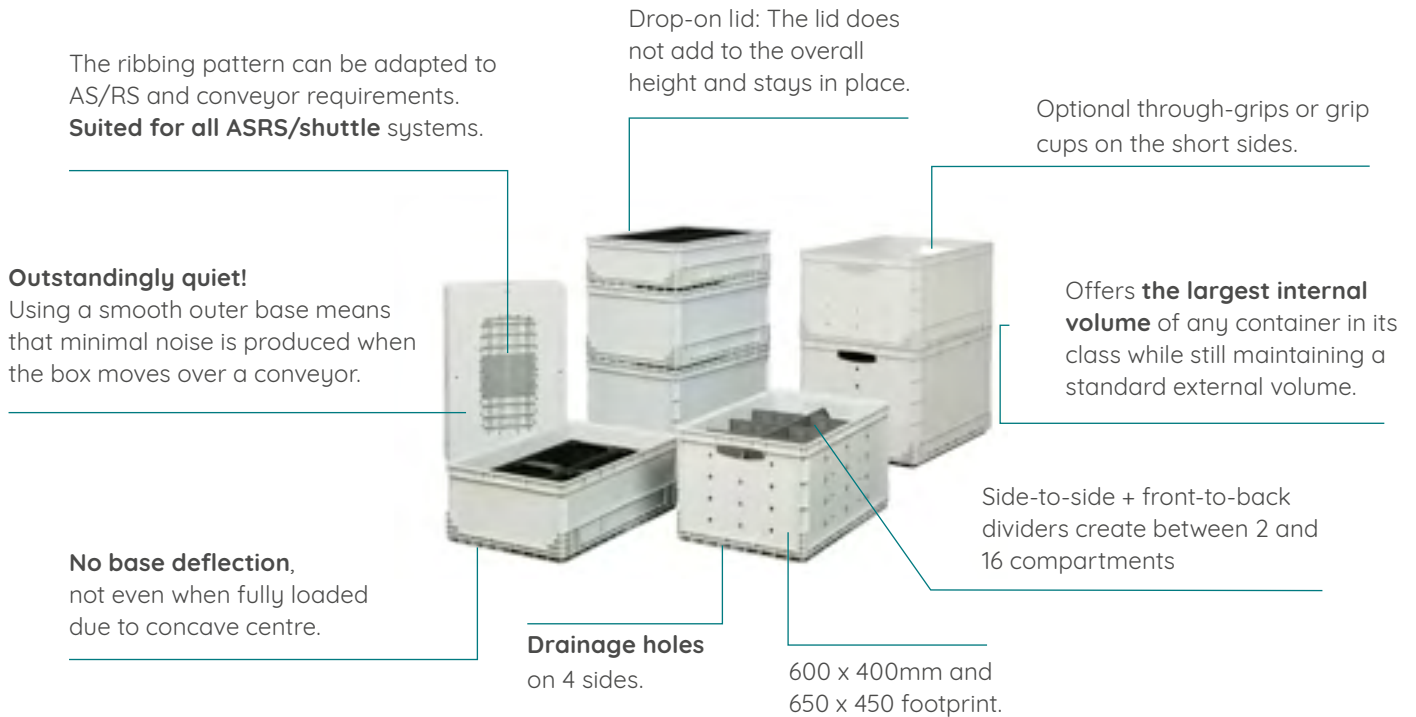 Drop-on lid: The lid does
not add to the overall
height and stays in place.
The ribbing pattern can be adapted to
AS/RS and conveyor requirements.
Suited for all ASRS/shuttle systems.
Optional through-grips or grip
cups on the short sides.
Outstandingly quiet!
Using a smooth outer base means
that minimal noise is produced when
the box moves over a conveyor.
Offers the largest internal
volume of any container in its
class while still maintaining a
standard external volume.
Side-to-side + front-to-back
dividers create between 2 and
16 compartments
No base deflection,
not even when fully loaded
due to concave centre.
Drainage holes
on 4 sides.
600 x 400mm and
650 x 450 footprint.